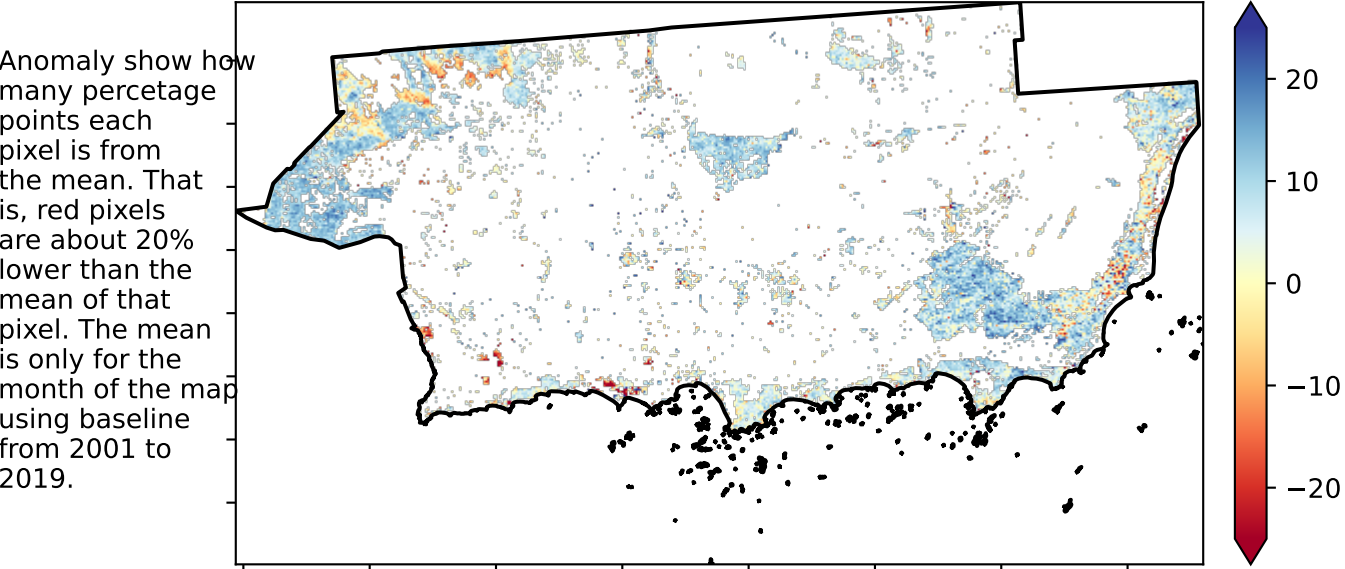 Anomaly show how
many percetage
points each
pixel is from
the mean. That
is, red pixels
are about 20%
lower than the
mean of that
pixel. The mean
is only for the
month of the map
using baseline
from 2001 to
2019.
20
10
0
−10
−20